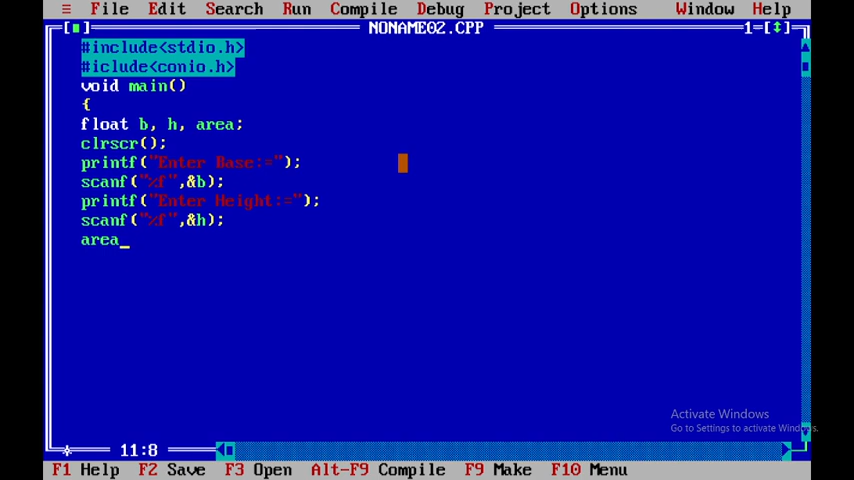 ≡ File Edit Search Run Compile Debug Project Options Window Help
NONAME02.CPP 1
#include<stdio.h>
#iclude<conio.h>
void main()
{
float b, h, area;
clrscr();
printf("Enter Base:=");
scanf("%f",&b);
printf("Enter Height:=");
scanf("%f",&h);
area_
Activate Windows
Go to Settings to activate Windows.
11:8
F1 Help F2 Save F3 Open Alt-F9 Compile F9 Make F10 Menu